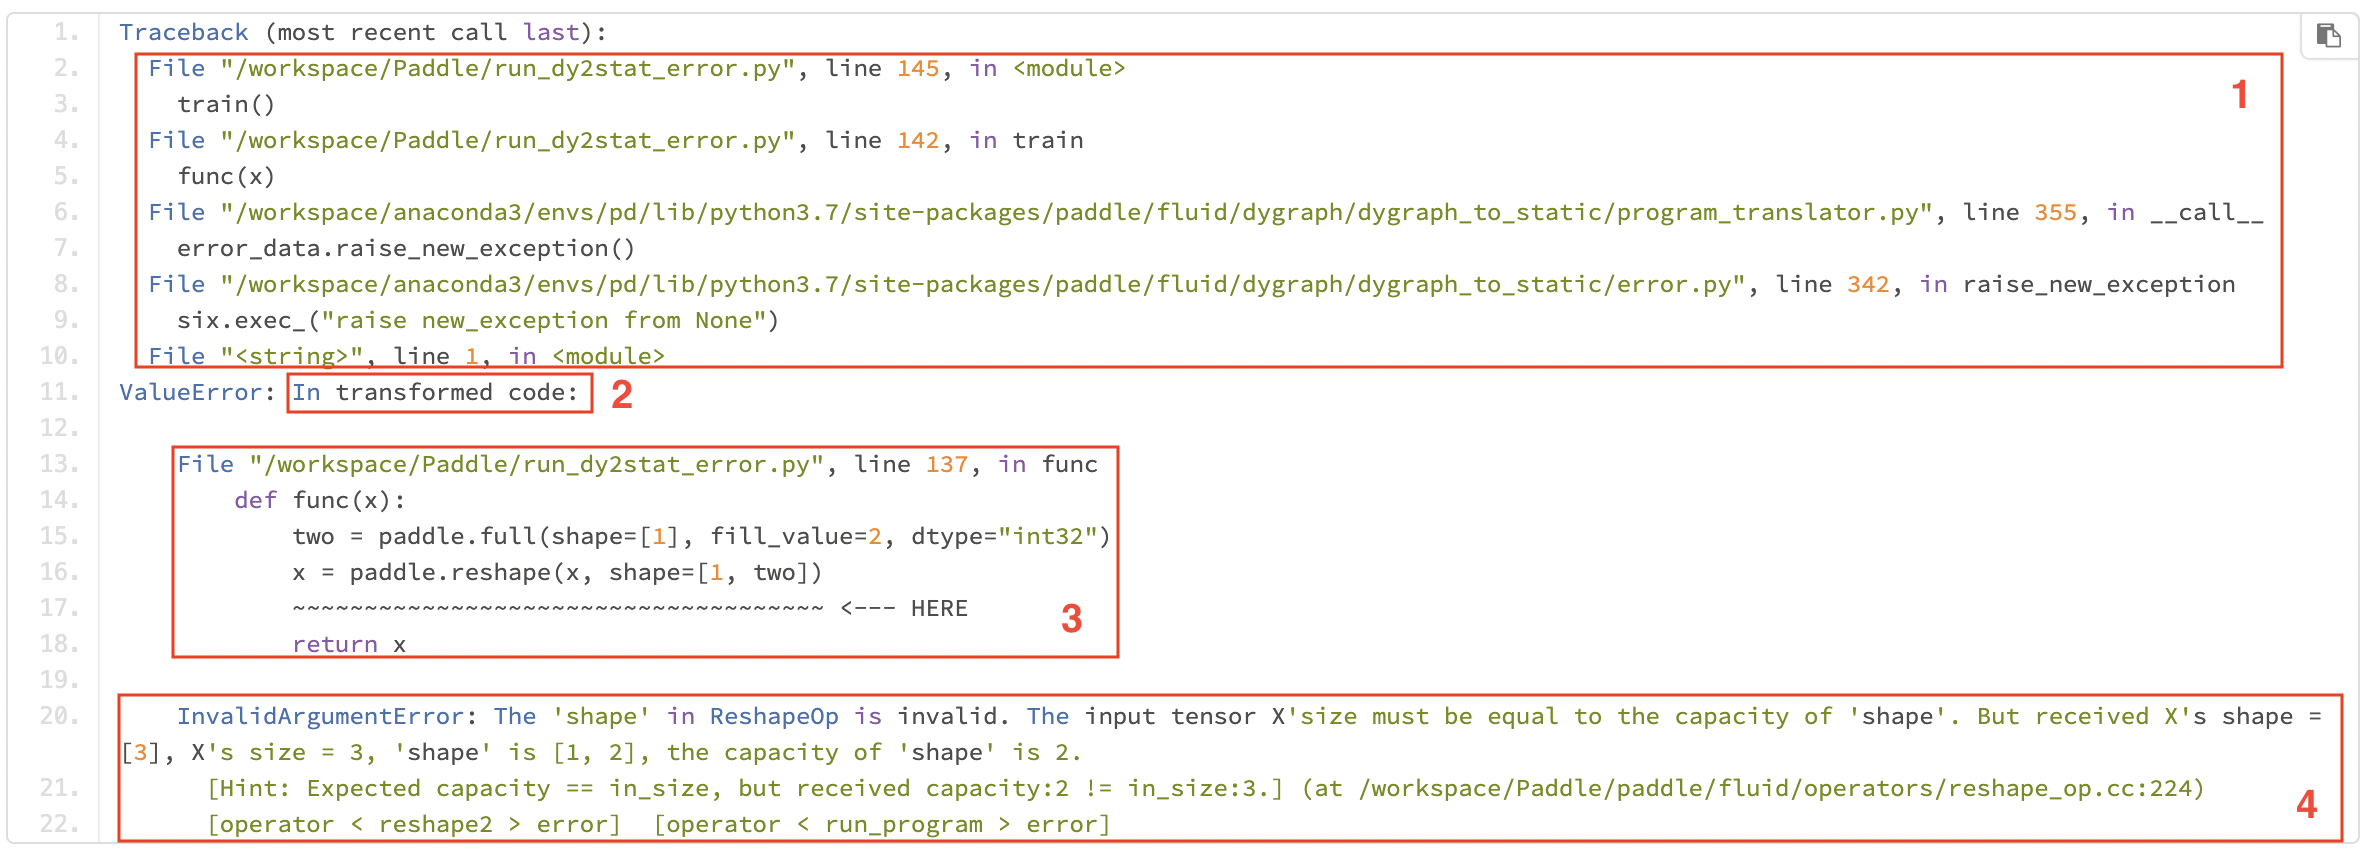 1. Traceback (most recent call last):
2. File "/workspace/Paddle/run_dy2stat_error.py", line 145, in <module>
1
3. train()
4. File "/workspace/Paddle/run_dy2stat_error.py", line 142, in train
5. func(x)
6. File "/workspace/anaconda3/envs/pd/lib/python3.7/site-packages/paddle/fluid/dygraph/dygraph_to_static/program_translator.py", line 355, in __call__
7. error_data.raise_new_exception()
8. File "/workspace/anaconda3/envs/pd/lib/python3.7/site-packages/paddle/fluid/dygraph/dygraph_to_static/error.py", line 342, in raise_new_exception
9. six.exec_("raise new_exception from None")
10. File "<string>", line 1, in <module>
11. ValueError: In transformed code: 2
12.
13. File "/workspace/Paddle/run_dy2stat_error.py", line 137, in func
14. def func(x):
15. two = paddle.full(shape=[1], fill_value=2, dtype="int32")
16. x = paddle.reshape(x, shape=[1, two])
17. ~~~~~~~~~~~~~~~~~~~~~~~~~~~~~~~~~~~~~ <--- HERE
3
18. return x
19.
20. InvalidArgumentError: The 'shape' in ReshapeOp is invalid. The input tensor X'size must be equal to the capacity of 'shape'. But received X's shape =
[3], X's size = 3, 'shape' is [1, 2], the capacity of 'shape' is 2.
21. [Hint: Expected capacity == in_size, but received capacity:2 != in_size:3.] (at /workspace/Paddle/paddle/fluid/operators/reshape_op.cc:224)
4
22. [operator < reshape2 > error] [operator < run_program > error]